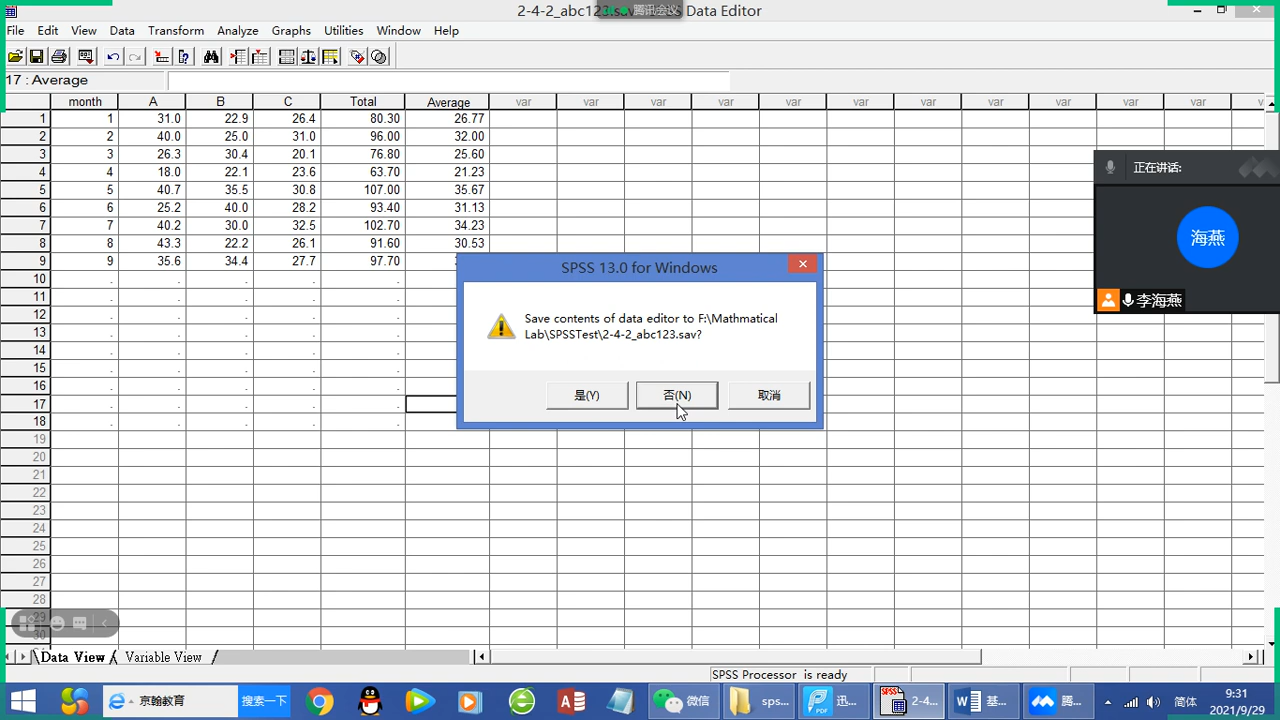 2-4-2_abc123.sav
Data Editor
腾讯会议
File Edit View Data Transform Analyze Graphs Utilities Window Help
17 : Average
month A B C Total Average var var var var var var var var var var var
1 1 31.0 22.9 26.4 80.30 26.77
2 2 40.0 25.0 31.0 96.00 32.00
3 3 26.3 30.4 20.1 76.80 25.60
4 4 18.0 22.1 23.6 63.70 21.23
5 5 40.7 35.5 30.8 107.00 35.67
6 6 25.2 40.0 28.2 93.40 31.13
7 7 40.2 30.0 32.5 102.70 34.23
8 8 43.3 22.2 26.1 91.60 30.53
9 9 35.6 34.4 27.7 97.70
10 . . . . .
11 . . . . .
12 . . . . .
13 . . . . .
14 . . . . .
15 . . . . .
16 . . . . .
17 . . . . .
18 . . . . .
19
20
21
22
23
24
25
26
27
28
29
30
正在讲话:
海燕
李海燕
SPSS 13.0 for Windows
Save contents of data editor to F:\Mathmatical
Lab\SPSSTest\2-4-2_abc123.sav?
是(Y) 否(N) 取消
Data View Variable View
SPSS Processor is ready
京翰教育 搜索一下 微信 sps... 迅... 2-4... 基... 腾... 简体
9:31
2021/9/29